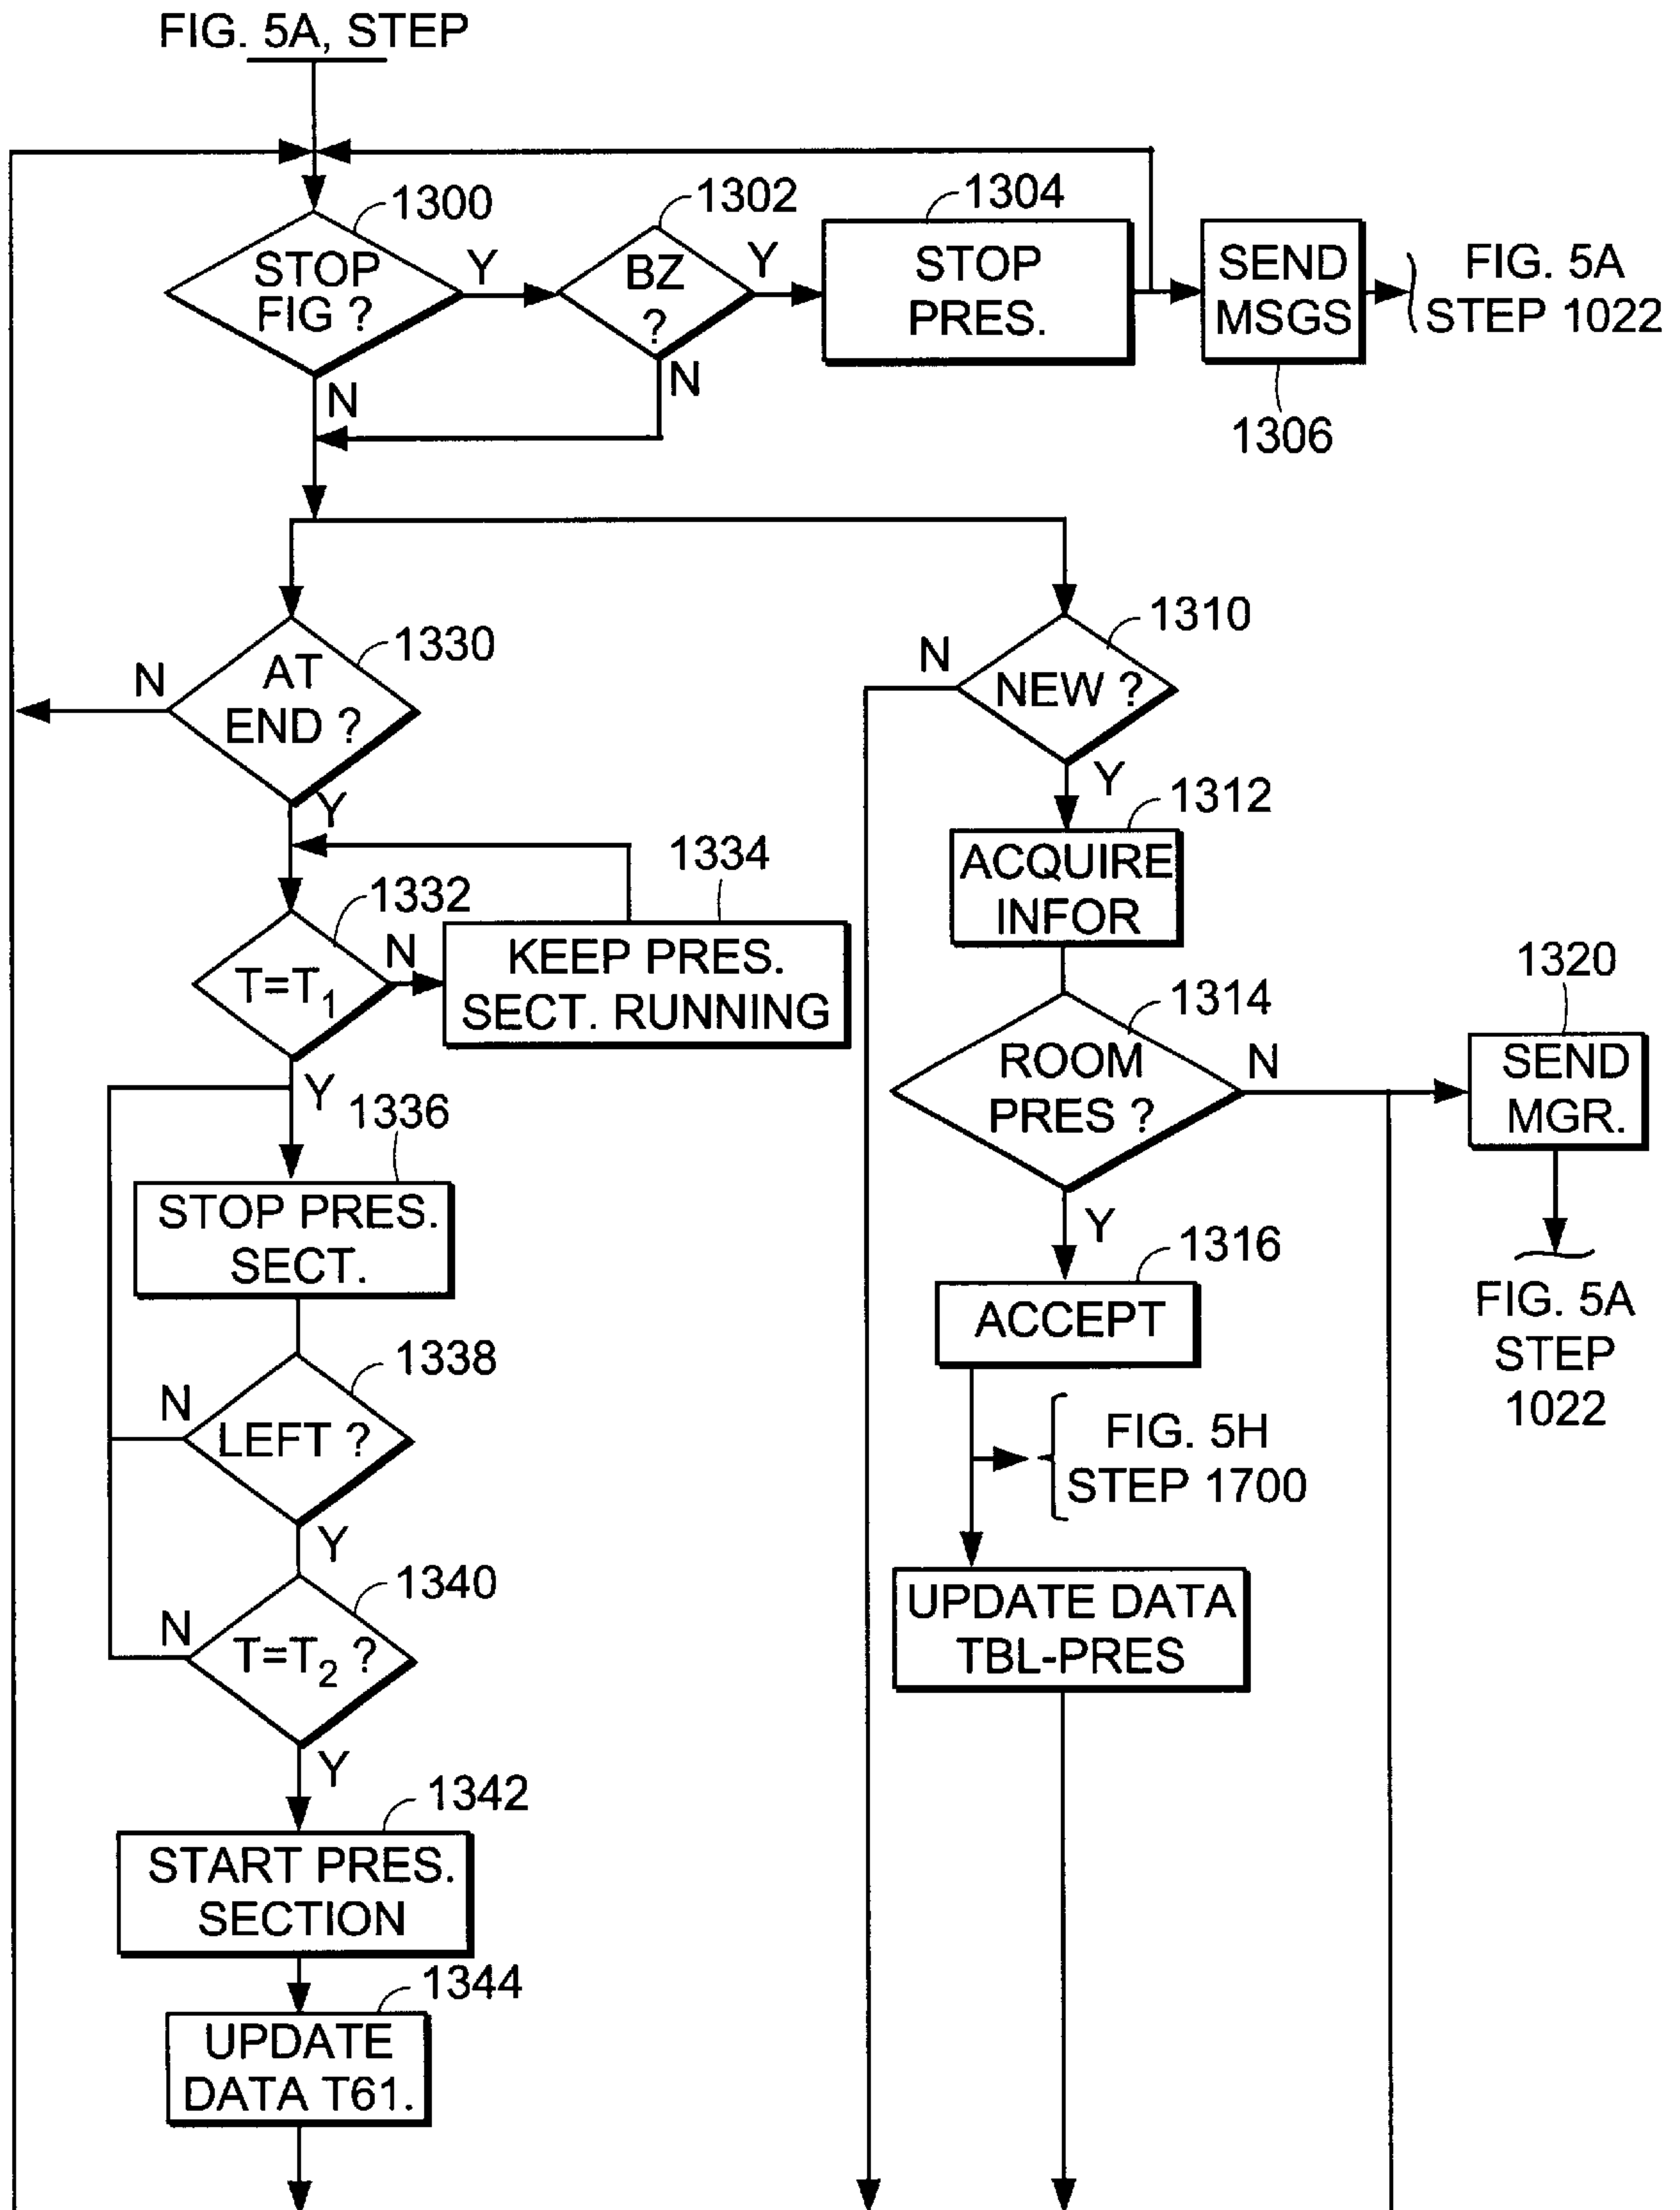 FIG. 5A, STEP
1300
STOP
FIG ?
Y
N
1302
BZ
?
Y
N
1304
STOP
PRES.
SEND
MSGS
1306
FIG. 5A
STEP 1022
1330
AT
END ?
N
Y
1332
T=T1
N
Y
1334
KEEP PRES.
SECT. RUNNING
1336
STOP PRES.
SECT.
1338
LEFT ?
N
Y
1340
T=T2 ?
N
Y
1342
START PRES.
SECTION
1344
UPDATE
DATA T61.
1310
NEW ?
N
Y
1312
ACQUIRE
INFOR
1314
ROOM
PRES ?
N
Y
1320
SEND
MGR.
FIG. 5A
STEP
1022
1316
ACCEPT
FIG. 5H
STEP 1700
UPDATE DATA
TBL-PRES